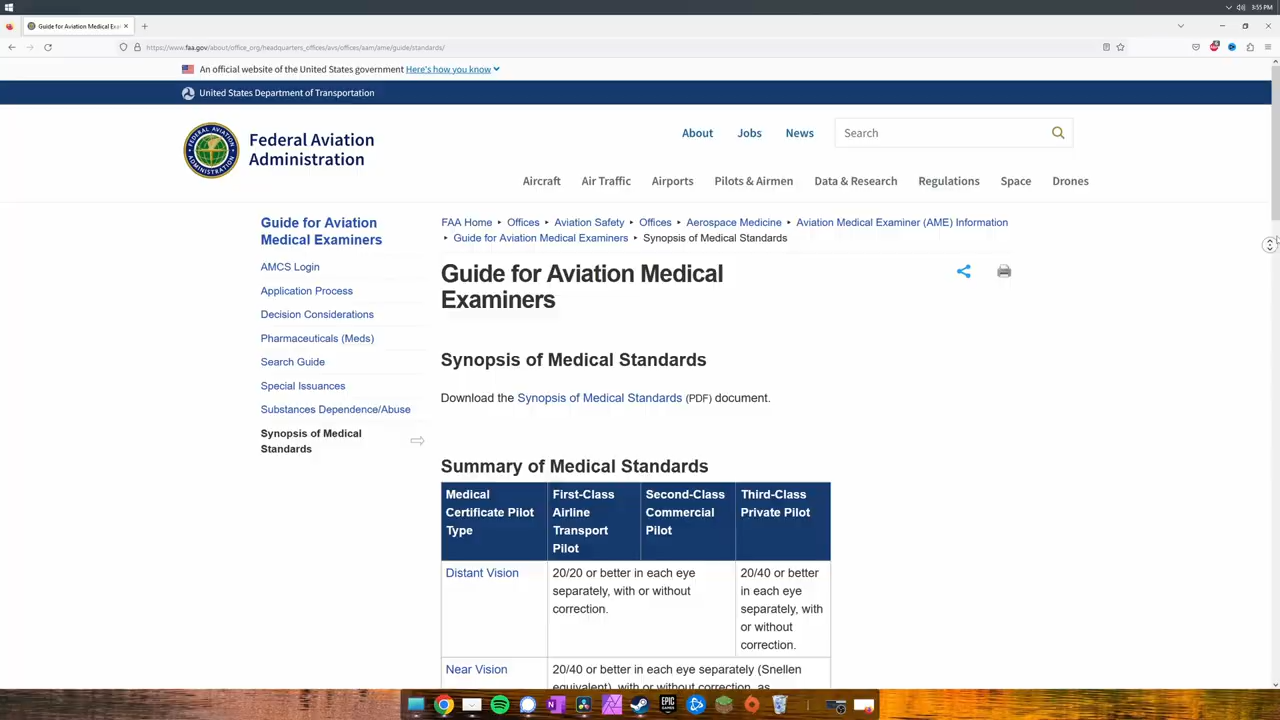 3:55 PM
Guide for Aviation Medical Exa
https://www.faa.gov/about/office_org/headquarters_offices/avs/offices/aam/ame/guide/standards/
An official website of the United States government Here's how you know
United States Department of Transportation
Federal Aviation
Administration
About Jobs News Search
Aircraft Air Traffic Airports Pilots & Airmen Data & Research Regulations Space Drones
Guide for Aviation
Medical Examiners
AMCS Login
Application Process
Decision Considerations
Pharmaceuticals (Meds)
Search Guide
Special Issuances
Substances Dependence/Abuse
Synopsis of Medical
Standards
FAA Home ▸ Offices ▸ Aviation Safety ▸ Offices ▸ Aerospace Medicine ▸ Aviation Medical Examiner (AME) Information
▸ Guide for Aviation Medical Examiners ▸ Synopsis of Medical Standards
Guide for Aviation Medical
Examiners
Synopsis of Medical Standards
Download the Synopsis of Medical Standards (PDF) document.
Summary of Medical Standards
Medical
Certificate Pilot
Type
First-Class
Airline
Transport
Pilot
Second-Class
Commercial
Pilot
Third-Class
Private Pilot
Distant Vision
20/20 or better in each eye
separately, with or without
correction.
20/40 or better
in each eye
separately, with
or without
correction.
Near Vision
20/40 or better in each eye separately (Snellen
equivalent), with or without correction, as
EPIC
GAMES